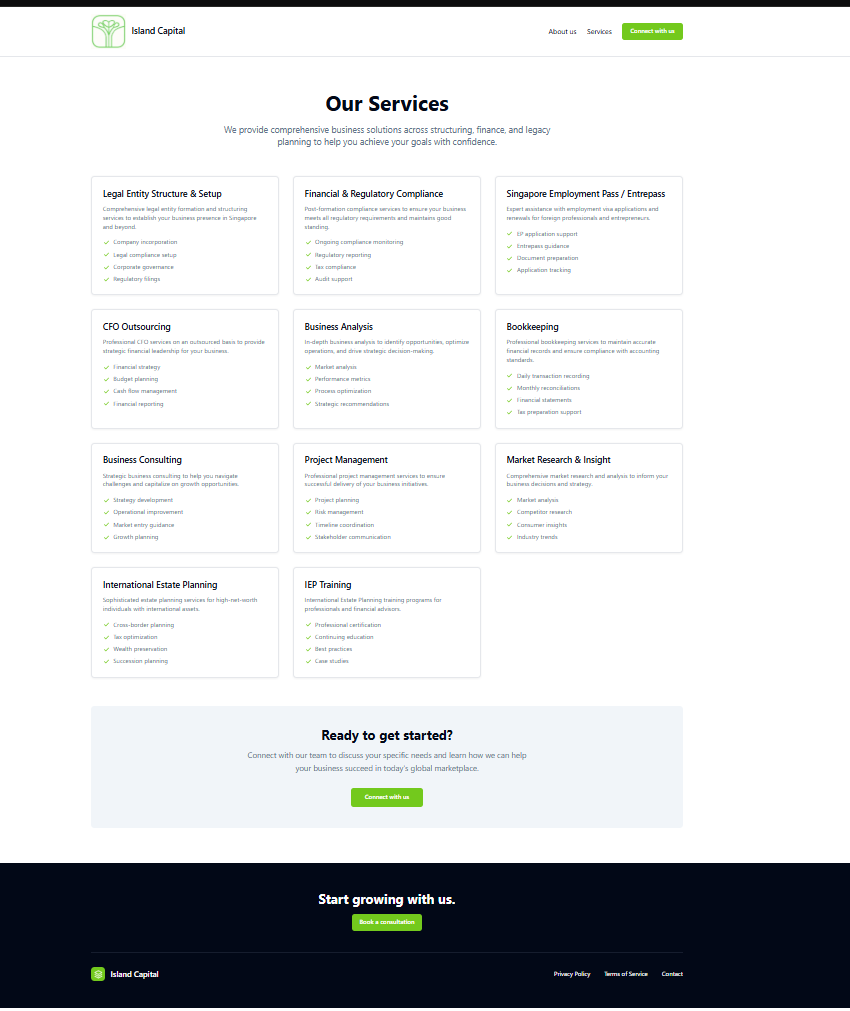 Island Capital
About us
Services
Connect with us
Our Services
We provide comprehensive business solutions across structuring, finance, and legacy
planning to help you achieve your goals with confidence.
Legal Entity Structure & Setup
Comprehensive legal entity formation and structuring
services to establish your business presence in Singapore
and beyond.
Company incorporation
Legal compliance setup
Corporate governance
Regulatory filings
Financial & Regulatory Compliance
Post-formation compliance services to ensure your business
meets all regulatory requirements and maintains good
standing.
Ongoing compliance monitoring
Regulatory reporting
Tax compliance
Audit support
Singapore Employment Pass / Entrepass
Expert assistance with employment visa applications and
renewals for foreign professionals and entrepreneurs.
EP application support
Entrepass guidance
Document preparation
Application tracking
CFO Outsourcing
Professional CFO services on an outsourced basis to provide
strategic financial leadership for your business.
Financial strategy
Budget planning
Cash flow management
Financial reporting
Business Analysis
In-depth business analysis to identify opportunities, optimize
operations, and drive strategic decision-making.
Market analysis
Performance metrics
Process optimization
Strategic recommendations
Bookkeeping
Professional bookkeeping services to maintain accurate
financial records and ensure compliance with accounting
standards.
Daily transaction recording
Monthly reconciliations
Financial statements
Tax preparation support
Business Consulting
Strategic business consulting to help you navigate
challenges and capitalize on growth opportunities.
Strategy development
Operational improvement
Market entry guidance
Growth planning
Project Management
Professional project management services to ensure
successful delivery of your business initiatives.
Project planning
Risk management
Timeline coordination
Stakeholder communication
Market Research & Insight
Comprehensive market research and analysis to inform your
business decisions and strategy.
Market analysis
Competitor research
Consumer insights
Industry trends
International Estate Planning
Sophisticated estate planning services for high-net-worth
individuals with international assets.
Cross-border planning
Tax optimization
Wealth preservation
Succession planning
IEP Training
International Estate Planning training programs for
professionals and financial advisors.
Professional certification
Continuing education
Best practices
Case studies
Ready to get started?
Connect with our team to discuss your specific needs and learn how we can help
your business succeed in today's global marketplace.
Connect with us
Start growing with us.
Book a consultation
Island Capital
Privacy Policy
Terms of Service
Contact